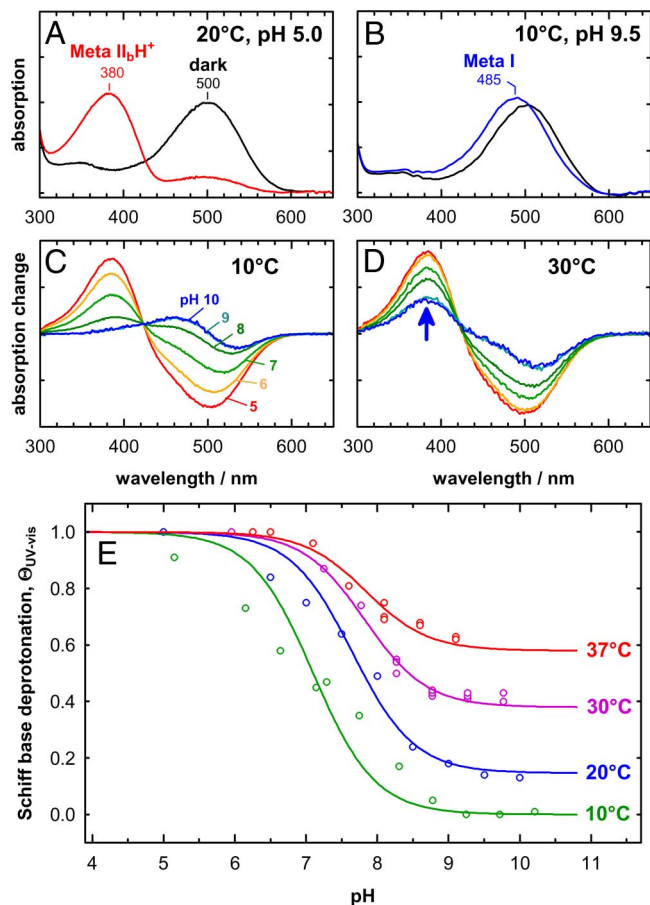 A
20°C, pH 5.0
Meta II_bH⁺
380
dark
500
absorption
300 400 500 600
B
10°C, pH 9.5
Meta I
485
300 400 500 600
C
10°C
pH 10
9
8
7
6
5
absorption change
300 400 500 600
wavelength / nm
D
30°C
300 400 500 600
wavelength / nm
E
Schiff base deprotonation, Θ_UV-vis
1.0
0.8
0.6
0.4
0.2
0.0
37°C
30°C
20°C
10°C
4 5 6 7 8 9 10 11
pH